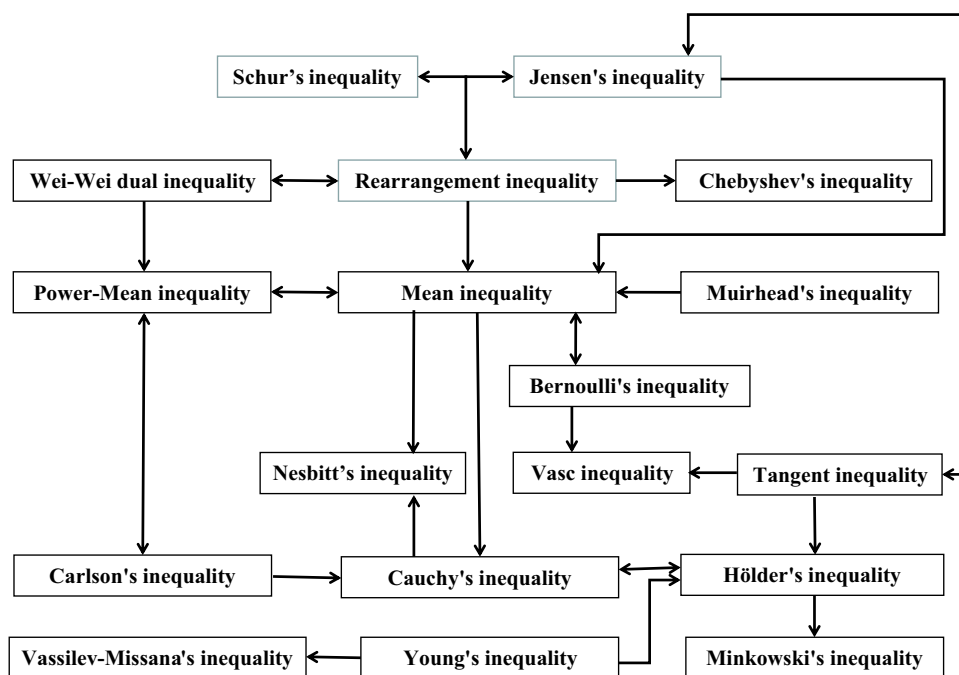 Schur’s inequality
Jensen's inequality
Wei-Wei dual inequality
Rearrangement inequality
Chebyshev's inequality
Power-Mean inequality
Mean inequality
Muirhead's inequality
Bernoulli's inequality
Nesbitt’s inequality
Vasc inequality
Tangent inequality
Carlson's inequality
Cauchy's inequality
Hölder's inequality
Vassilev-Missana's inequality
Young's inequality
Minkowski's inequality